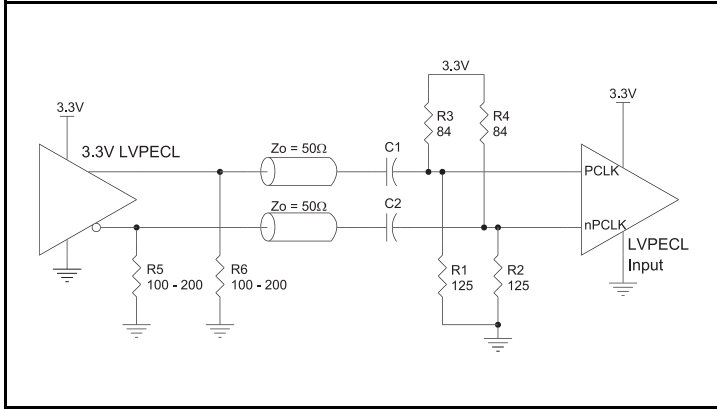 3.3V
3.3V
3.3V
3.3V LVPECL
R3
84
R4
84
Zo = 50Ω
C1
PCLK
Zo = 50Ω
C2
nPCLK
LVPECL
Input
R5
100 - 200
R6
100 - 200
R1
125
R2
125